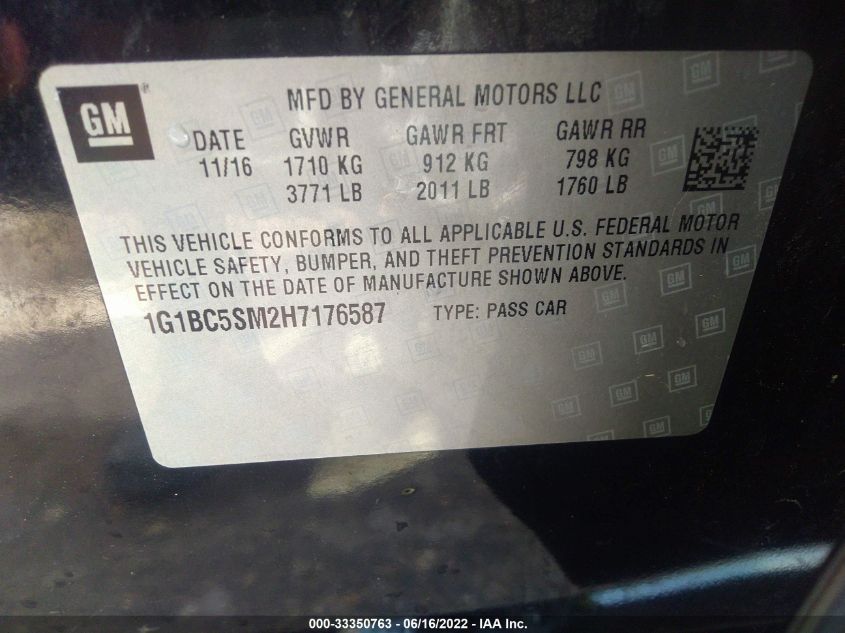 GM
MFD BY GENERAL MOTORS LLC
DATE GVWR GAWR FRT GAWR RR
11/16 1710 KG 912 KG 798 KG
3771 LB 2011 LB 1760 LB
THIS VEHICLE CONFORMS TO ALL APPLICABLE U.S. FEDERAL MOTOR
VEHICLE SAFETY, BUMPER, AND THEFT PREVENTION STANDARDS IN
EFFECT ON THE DATE OF MANUFACTURE SHOWN ABOVE.
1G1BC5SM2H7176587 TYPE: PASS CAR
000-33350763 - 06/16/2022 - IAA Inc.